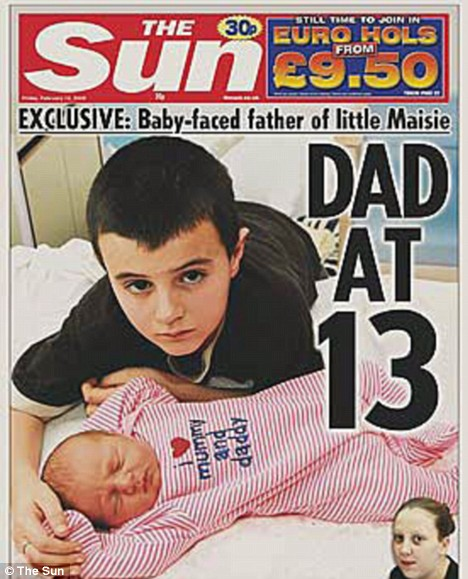 THE
Sun
30p
STILL TIME TO JOIN IN
EURO HOLS
FROM
£9.50
EXCLUSIVE: Baby-faced father of little Maisie
DAD
AT
13
I ♥
mummy
and
daddy
© The Sun